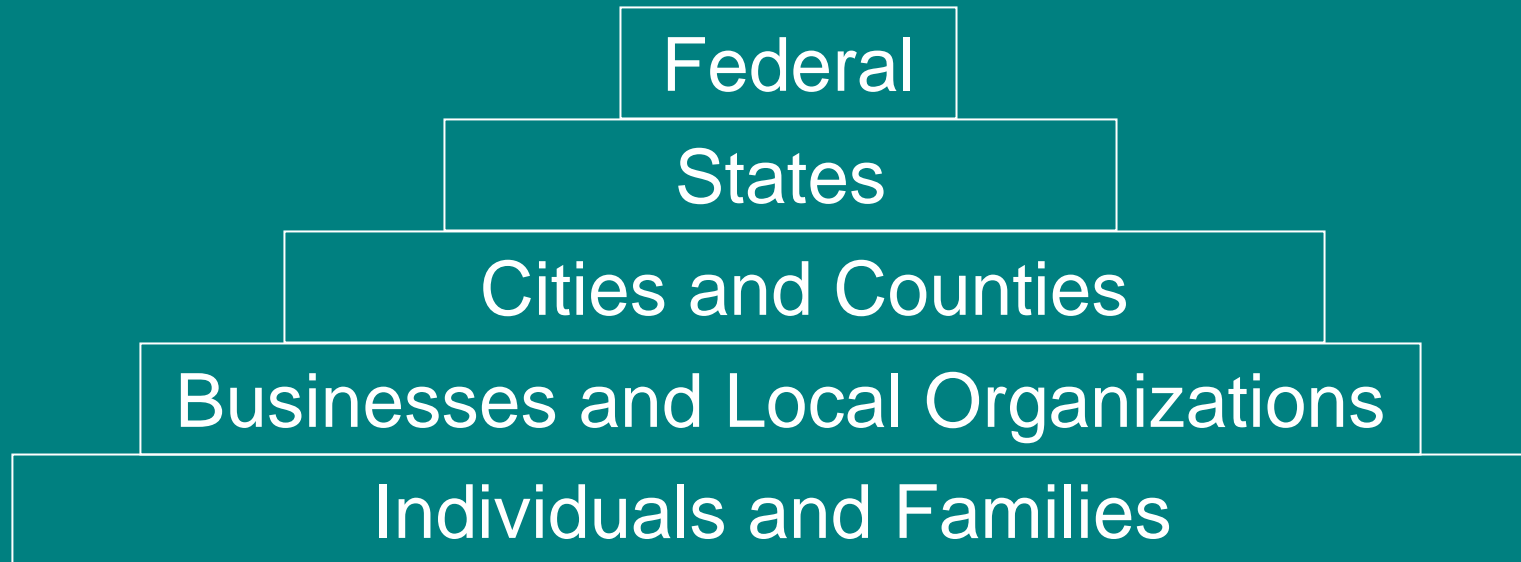 Federal
States
Cities and Counties
Businesses and Local Organizations
Individuals and Families